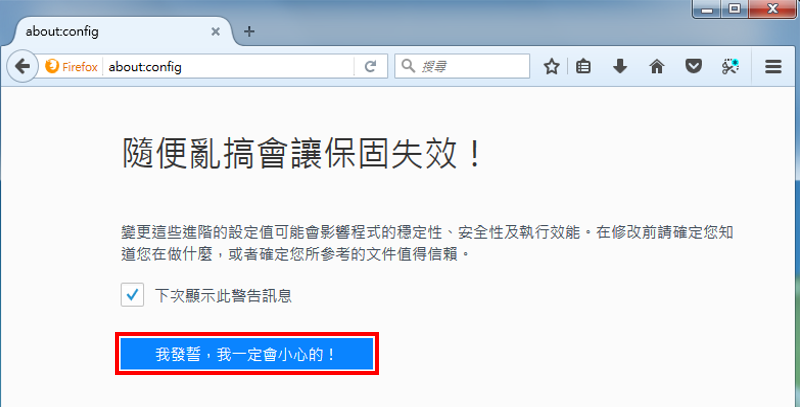 about:config
Firefox about:config 搜尋
隨便亂搞會讓保固失效！
變更這些進階的設定值可能會影響程式的穩定性、安全性及執行效能。在修改前請確定您知
道您在做什麼，或者確定您所參考的文件值得信賴。
下次顯示此警告訊息
我發誓，我一定會小心的！